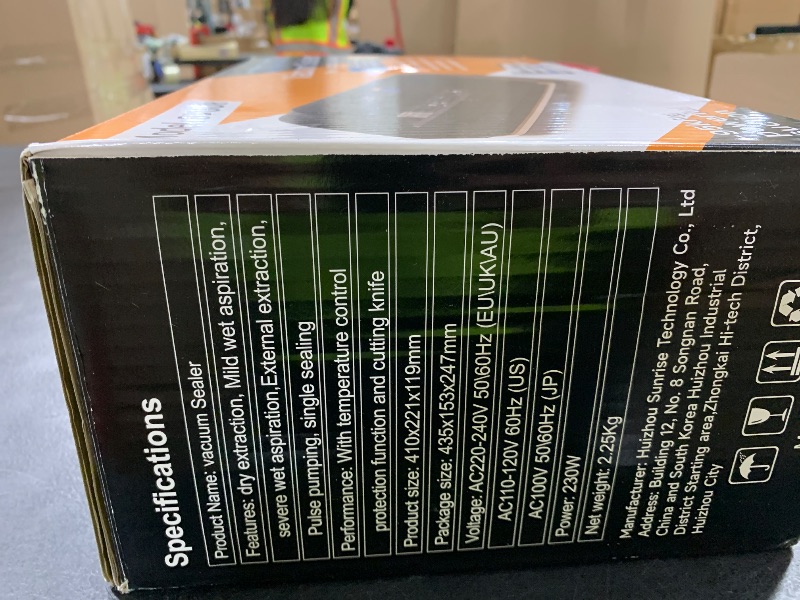 Specifications
Product Name: vacuum Sealer
Features: dry extraction, Mild wet aspiration,
severe wet aspiration,External extraction,
Pulse pumping, single sealing
Performance: With temperature control
protection function and cutting knife
Product size: 410x221x119mm
Package size: 435x153x247mm
Voltage: AC220-240V 50\60Hz (EU\UK\AU)
AC110-120V 60Hz (US)
AC100V 50\60Hz (JP)
Power: 230W
Net weight: 2.25Kg
Manufacturer: Huizhou Sunrise Technology Co., Ltd
Address: Building 12, No. 8 Songnan Road,
China and South Korea Huizhou Industrial
District Starting area,Zhongkai Hi-tech District,
Huizhou City